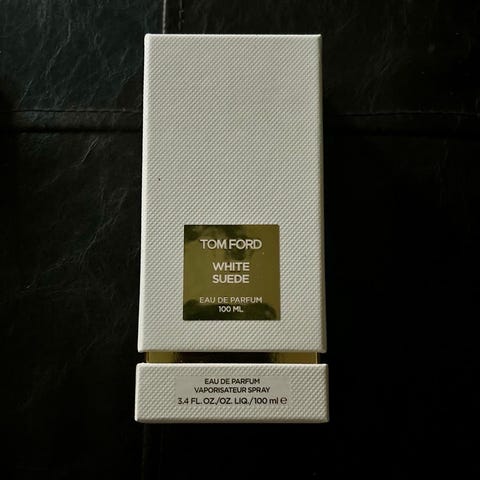 TOM FORD
WHITE
SUEDE
EAU DE PARFUM
100 ML
EAU DE PARFUM
VAPORISATEUR SPRAY
3.4 FL.OZ./OZ. LIQ./100 ml ℮